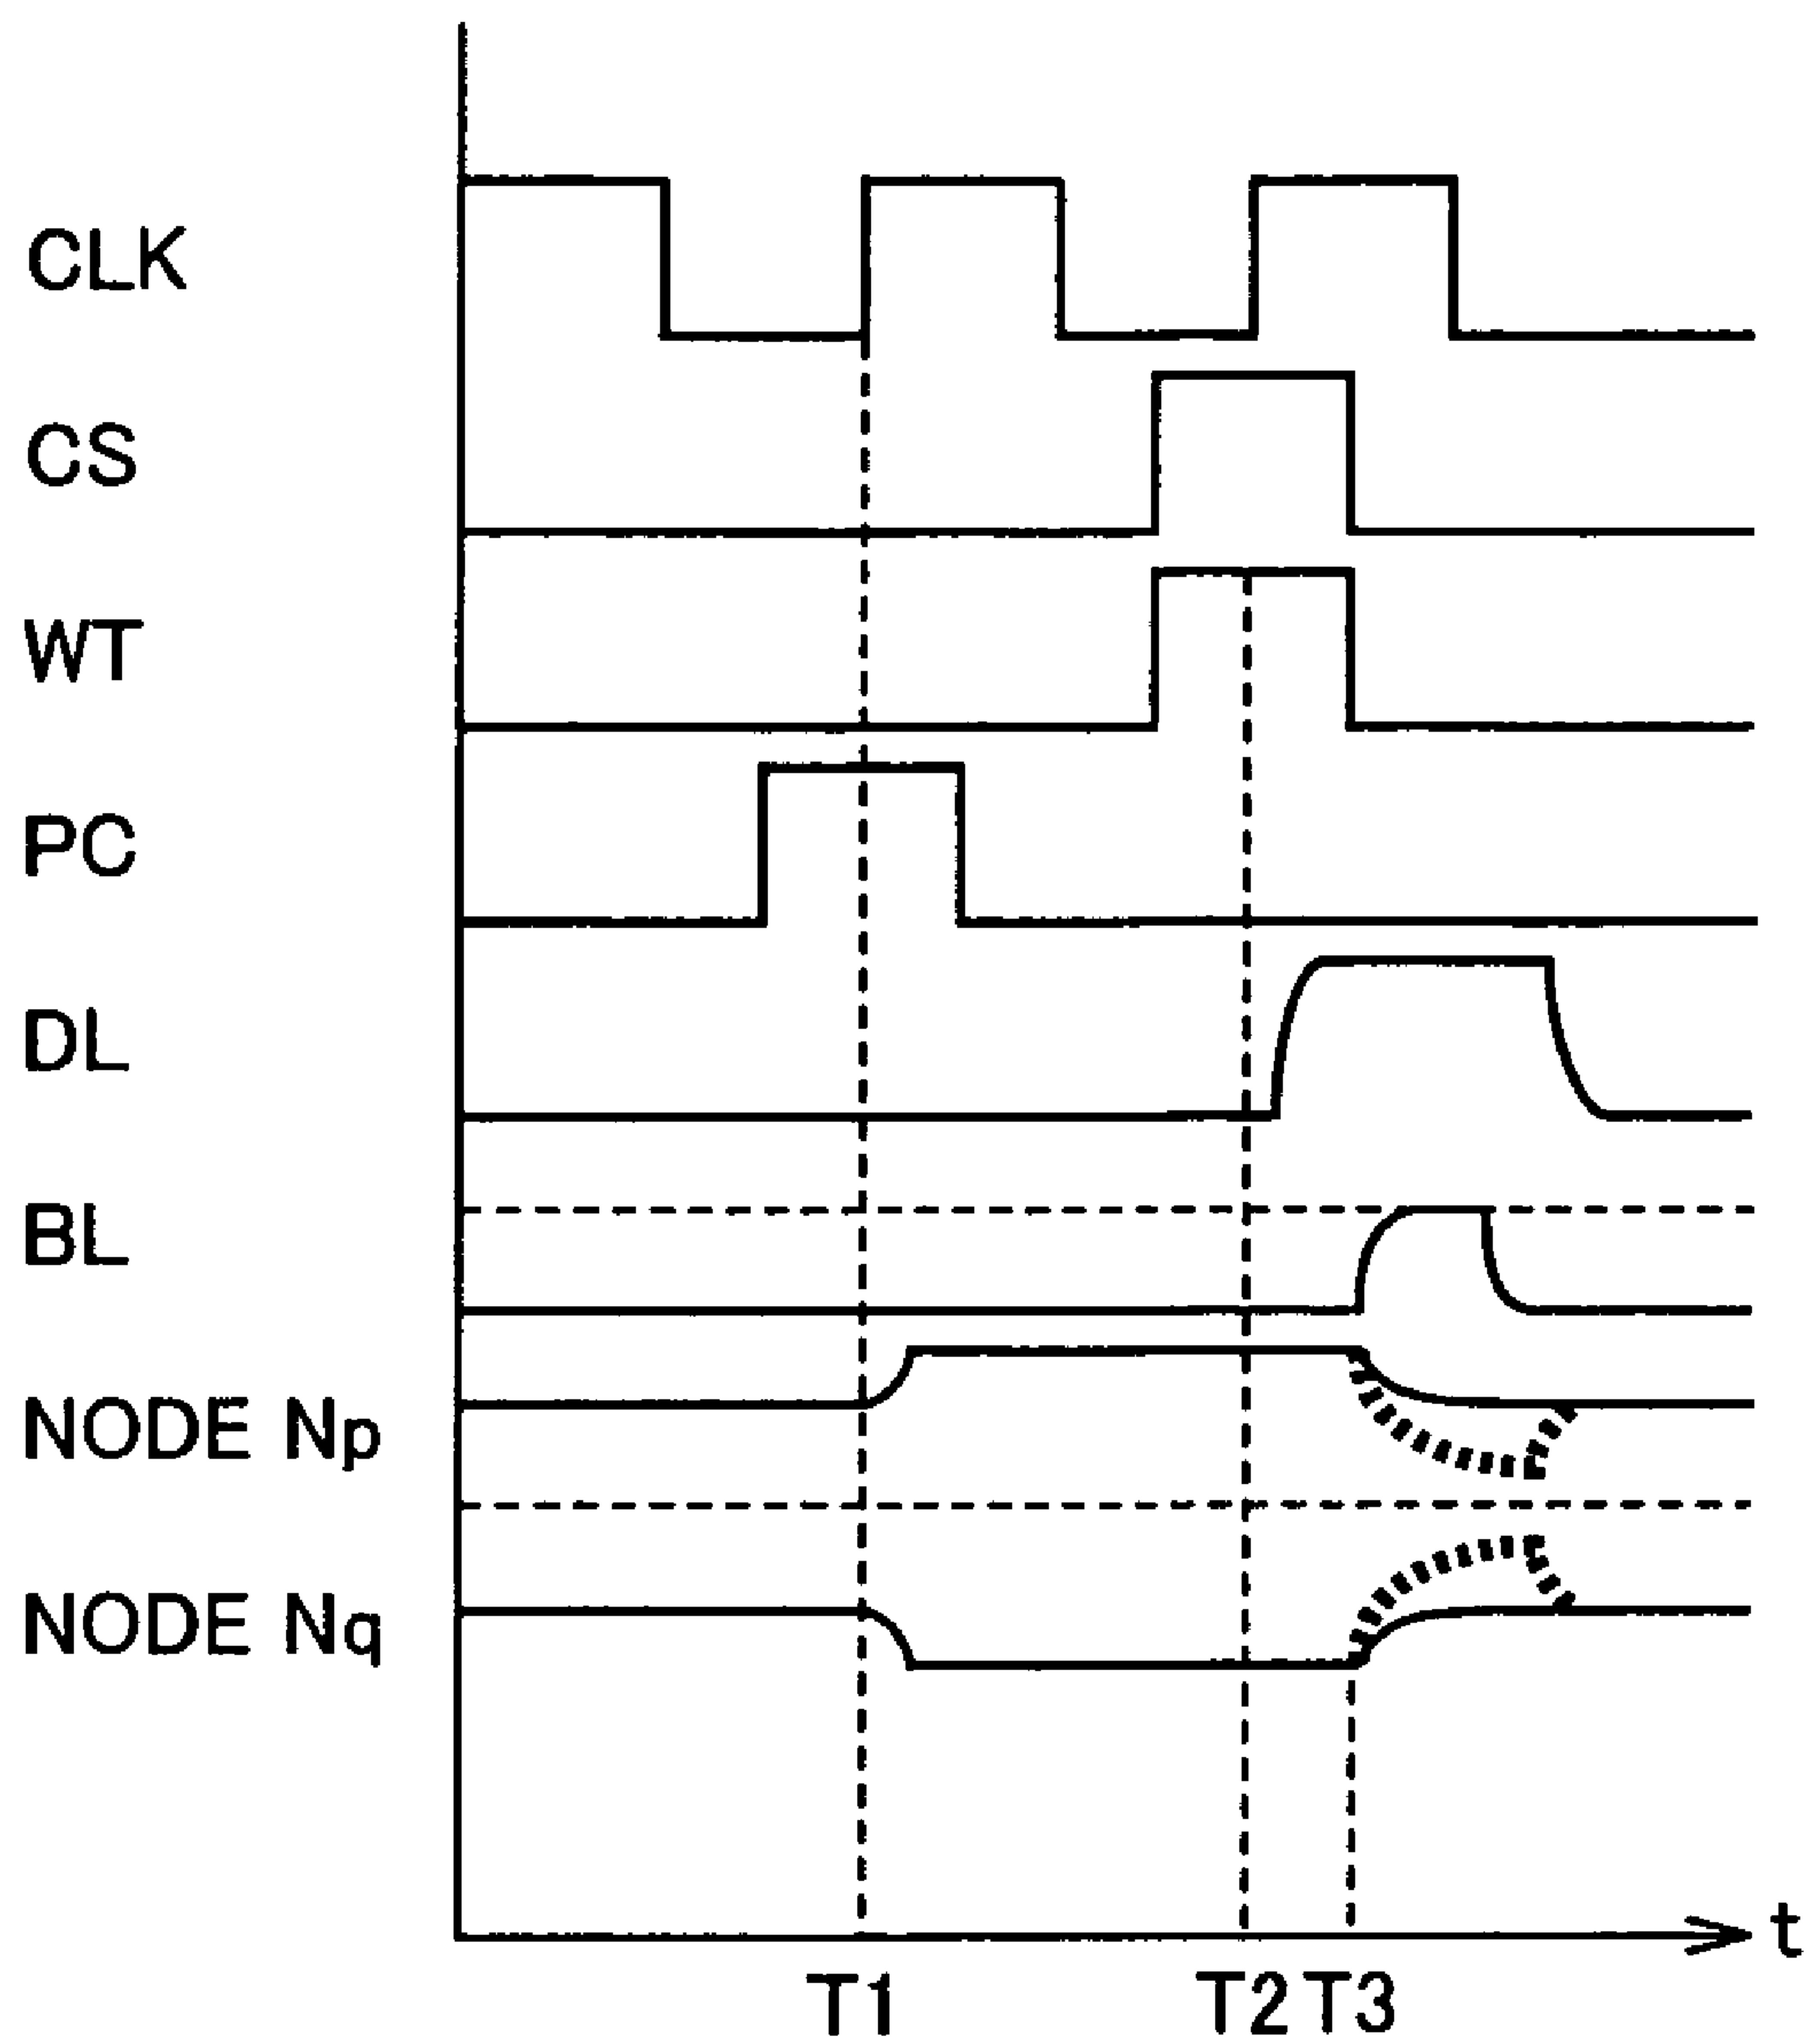 CLK
CS
WT
PC
DL
BL
NODE Np
NODE Nq
t
T1 T2 T3